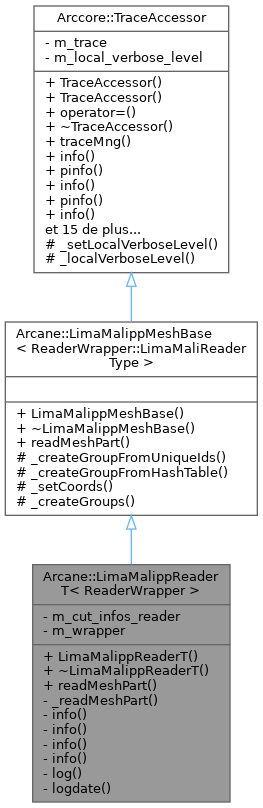 Arccore::TraceAccessor
- m_trace
- m_local_verbose_level
+ TraceAccessor()
+ TraceAccessor()
+ operator=()
+ ~TraceAccessor()
+ traceMng()
+ info()
+ pinfo()
+ info()
+ pinfo()
+ info()
et 15 de plus...
# _setLocalVerboseLevel()
# _localVerboseLevel()
Arcane::LimaMalippMeshBase
< ReaderWrapper::LimaMaliReader
Type >
+ LimaMalippMeshBase()
+ ~LimaMalippMeshBase()
+ readMeshPart()
# _createGroupFromUniqueIds()
# _createGroupFromHashTable()
# _setCoords()
# _createGroups()
Arcane::LimaMalippReader
T< ReaderWrapper >
- m_cut_infos_reader
- m_wrapper
+ LimaMalippReaderT()
+ ~LimaMalippReaderT()
+ readMeshPart()
- _readMeshPart()
- info()
- info()
- info()
- info()
- log()
- logdate()